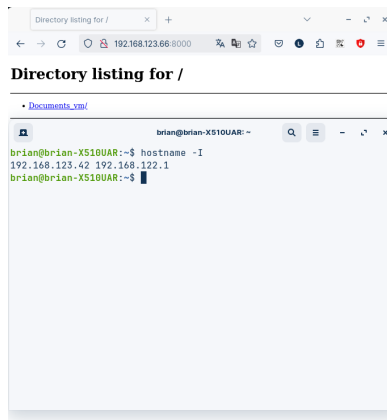 Directory listing for /
192.168.123.66:8000
Directory listing for /
Documents_vm/
brian@brian-X510UAR: ~
brian@brian-X510UAR:~$ hostname -I
192.168.123.42 192.168.122.1
brian@brian-X510UAR:~$